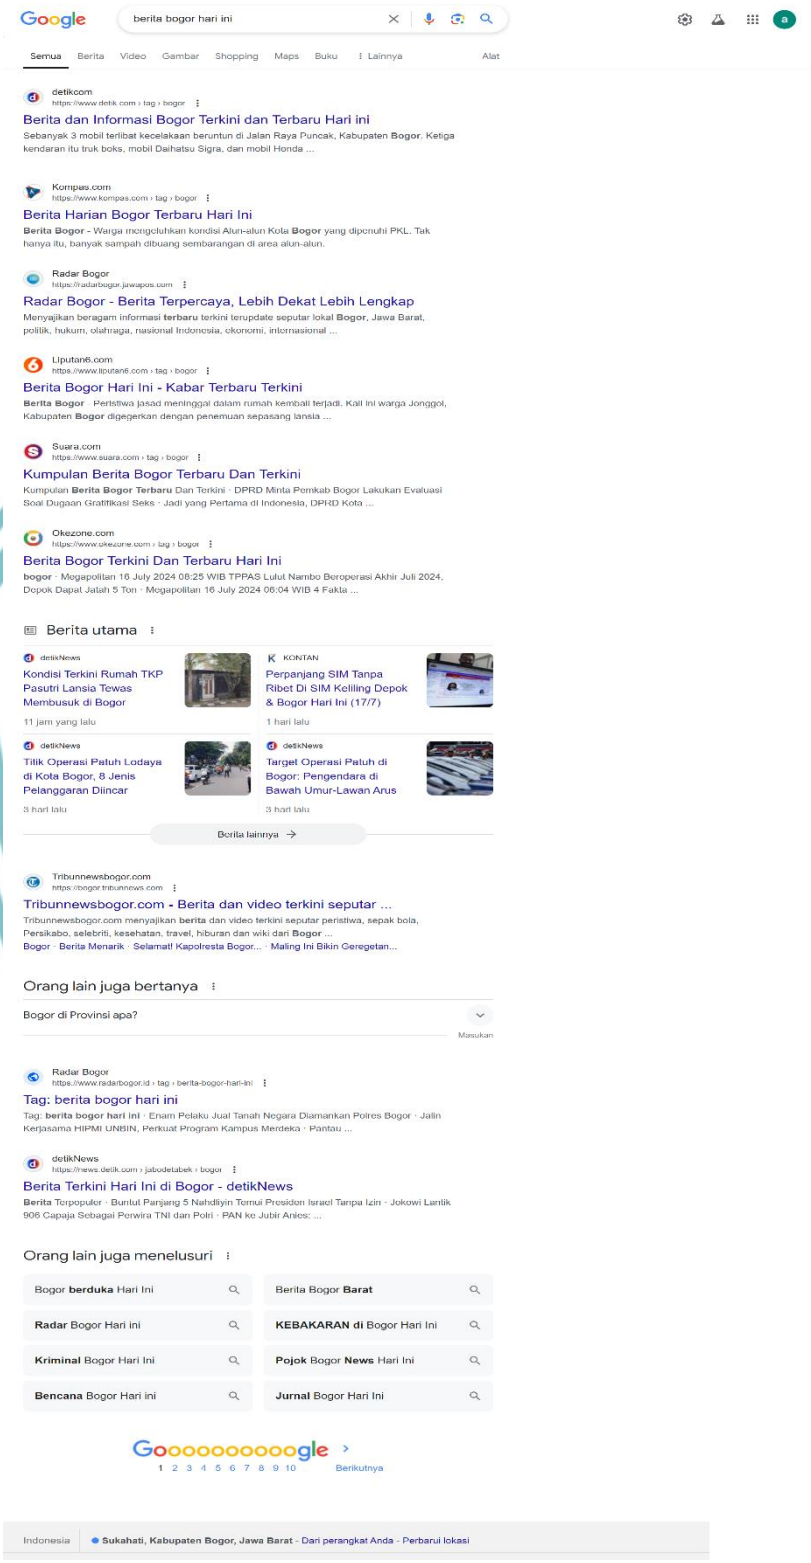 Google
berita bogor hari ini
a
Semua Berita Video Gambar Shopping Maps Buku Lainnya Alat
detikcom
https://www.detik.com › tag › bogor
Berita dan Informasi Bogor Terkini dan Terbaru Hari ini
Sebanyak 3 mobil terlibat kecelakaan beruntun di Jalan Raya Puncak, Kabupaten Bogor. Ketiga
kendaran itu truk boks, mobil Daihatsu Sigra, dan mobil Honda ...
Kompas.com
https://www.kompas.com › tag › bogor
Berita Harian Bogor Terbaru Hari Ini
Berita Bogor - Warga mengeluhkan kondisi Alun-alun Kota Bogor yang dipenuhi PKL. Tak
hanya itu, banyak sampah dibuang sembarangan di area alun-alun.
Radar Bogor
https://radarbogor.jawapos.com
Radar Bogor - Berita Terpercaya, Lebih Dekat Lebih Lengkap
Menyajikan beragam informasi terbaru terkini terupdate seputar lokal Bogor, Jawa Barat,
politik, hukum, olahraga, nasional Indonesia, ekonomi, internasional ...
Liputan6.com
https://www.liputan6.com › tag › bogor
Berita Bogor Hari Ini - Kabar Terbaru Terkini
Berita Bogor · Peristiwa jasad meninggal dalam rumah kembali terjadi. Kali ini warga Jonggol,
Kabupaten Bogor digegerkan dengan penemuan sepasang lansia ...
Suara.com
https://www.suara.com › tag › bogor
Kumpulan Berita Bogor Terbaru Dan Terkini
Kumpulan Berita Bogor Terbaru Dan Terkini · DPRD Minta Pemkab Bogor Lakukan Evaluasi
Soal Dugaan Gratifikasi Seks · Jadi yang Pertama di Indonesia, DPRD Kota ...
Okezone.com
https://www.okezone.com › tag › bogor
Berita Bogor Terkini Dan Terbaru Hari Ini
bogor · Megapolitan 16 July 2024 08:25 WIB TPPAS Lulut Nambo Beroperasi Akhir Juli 2024,
Depok Dapat Jatah 5 Ton · Megapolitan 16 July 2024 06:04 WIB 4 Fakta ...
Berita utama
detikNews
Kondisi Terkini Rumah TKP
Pasutri Lansia Tewas
Membusuk di Bogor
11 jam yang lalu
KONTAN
Perpanjang SIM Tanpa
Ribet Di SIM Keliling Depok
& Bogor Hari Ini (17/7)
1 hari lalu
detikNews
Tilik Operasi Patuh Lodaya
di Kota Bogor, 8 Jenis
Pelanggaran Diincar
3 hari lalu
detikNews
Target Operasi Patuh di
Bogor: Pengendara di
Bawah Umur-Lawan Arus
3 hari lalu
Berita lainnya →
Tribunnewsbogor.com
https://bogor.tribunnews.com
Tribunnewsbogor.com - Berita dan video terkini seputar ...
Tribunnewsbogor.com menyajikan berita dan video terkini seputar peristiwa, sepak bola,
Persikabo, selebriti, kesehatan, travel, hiburan dan wiki dari Bogor ...
Bogor · Berita Menarik · Selamat! Kapolresta Bogor... · Maling Ini Bikin Geregetan...
Orang lain juga bertanya
Bogor di Provinsi apa?
Masukan
Radar Bogor
https://www.radarbogor.id › tag › berita-bogor-hari-ini
Tag: berita bogor hari ini
Tag: berita bogor hari ini · Enam Pelaku Jual Tanah Negara Diamankan Polres Bogor · Jalin
Kerjasama HIPMI UNBIN, Perkuat Program Kampus Merdeka · Pantau ...
detikNews
https://news.detik.com › jabodetabek › bogor
Berita Terkini Hari Ini di Bogor - detikNews
Berita Terpopuler · Buntut Panjang 5 Nahdliyin Temui Presiden Israel Tanpa Izin · Jokowi Lantik
906 Capaja Sebagai Perwira TNI dan Polri · PAN ke Jubir Anies: ...
Orang lain juga menelusuri
Bogor berduka Hari Ini
Berita Bogor Barat
Radar Bogor Hari ini
KEBAKARAN di Bogor Hari Ini
Kriminal Bogor Hari Ini
Pojok Bogor News Hari Ini
Bencana Bogor Hari ini
Jurnal Bogor Hari Ini
Goooooooooogle
1 2 3 4 5 6 7 8 9 10 Berikutnya
Indonesia Sukahati, Kabupaten Bogor, Jawa Barat - Dari perangkat Anda - Perbarui lokasi